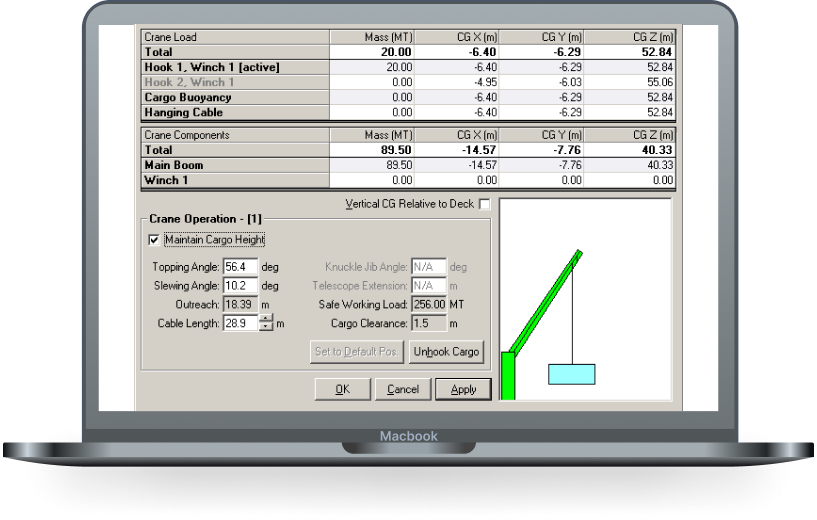 Crane Load Mass (MT) CG X (m) CG Y (m) CG Z (m)
Total 20.00 -6.40 -6.29 52.84
Hook 1, Winch 1 [active] 20.00 -6.40 -6.29 52.84
Hook 2, Winch 1 0.00 -4.95 -6.03 55.06
Cargo Buoyancy 0.00 -6.40 -6.29 52.84
Hanging Cable 0.00 -6.40 -6.29 52.84
Crane Components Mass (MT) CG X (m) CG Y (m) CG Z (m)
Total 89.50 -14.57 -7.76 40.33
Main Boom 89.50 -14.57 -7.76 40.33
Winch 1 0.00 0.00 0.00 0.00
Vertical CG Relative to Deck
Crane Operation - [1]
Maintain Cargo Height
Topping Angle: 56.4 deg Knuckle Jib Angle: N/A deg
Slewing Angle: 10.2 deg Telescope Extension: N/A m
Outreach: 18.39 m Safe Working Load: 256.00 MT
Cable Length: 28.9 m Cargo Clearance: 1.5 m
Set to Default Pos. Unhook Cargo
OK Cancel Apply
Macbook